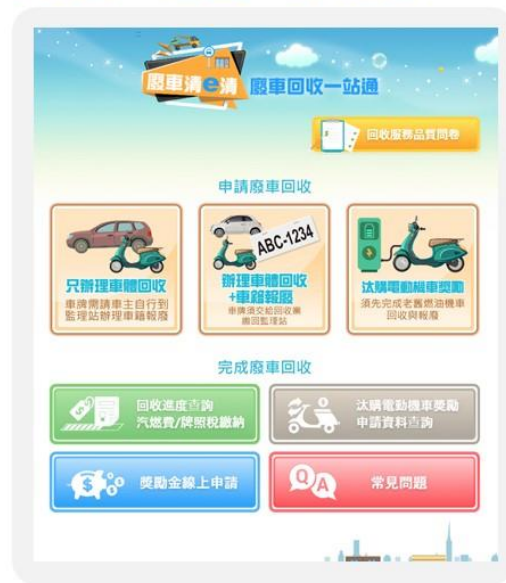 廢車清e清
廢車回收一站通
回收服務品質問卷
申請廢車回收
ABC-1234
只辦理車體回收
車牌需請車主自行到
監理站辦理車籍報廢
辦理車體回收
+車籍報廢
車牌須交給回收商
繳回監理站
汰購電動機車獎勵
須先完成老舊燃油機車
回收與報廢
完成廢車回收
回收進度查詢
汽燃費/牌照稅繳納
汰購電動機車獎勵
申請資料查詢
獎勵金線上申請
Q
A
常見問題